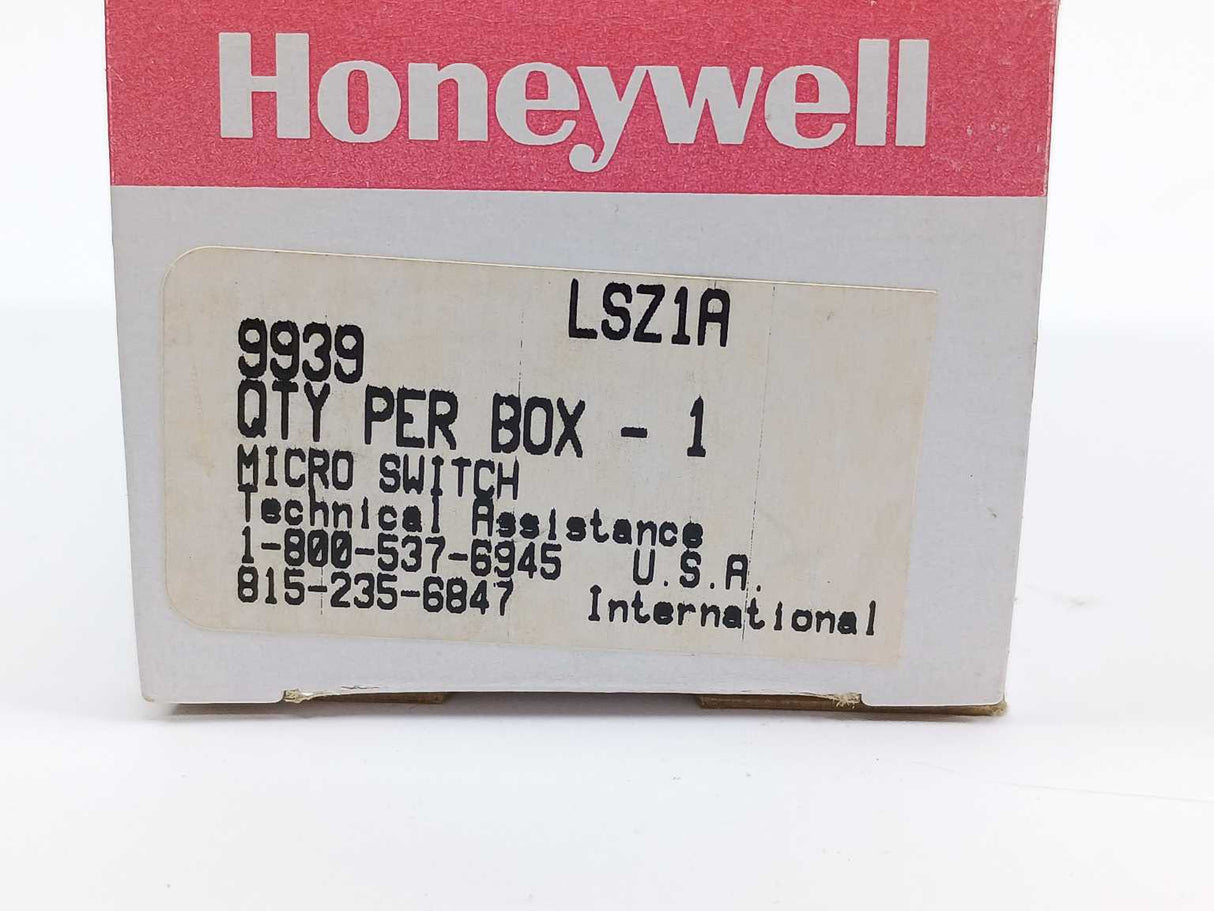 Honeywell
LSZ1A
9939
QTY PER BOX - 1
MICRO SWITCH
Technical Assistance
1-800-537-6945 U.S.A.
815-235-6847 International